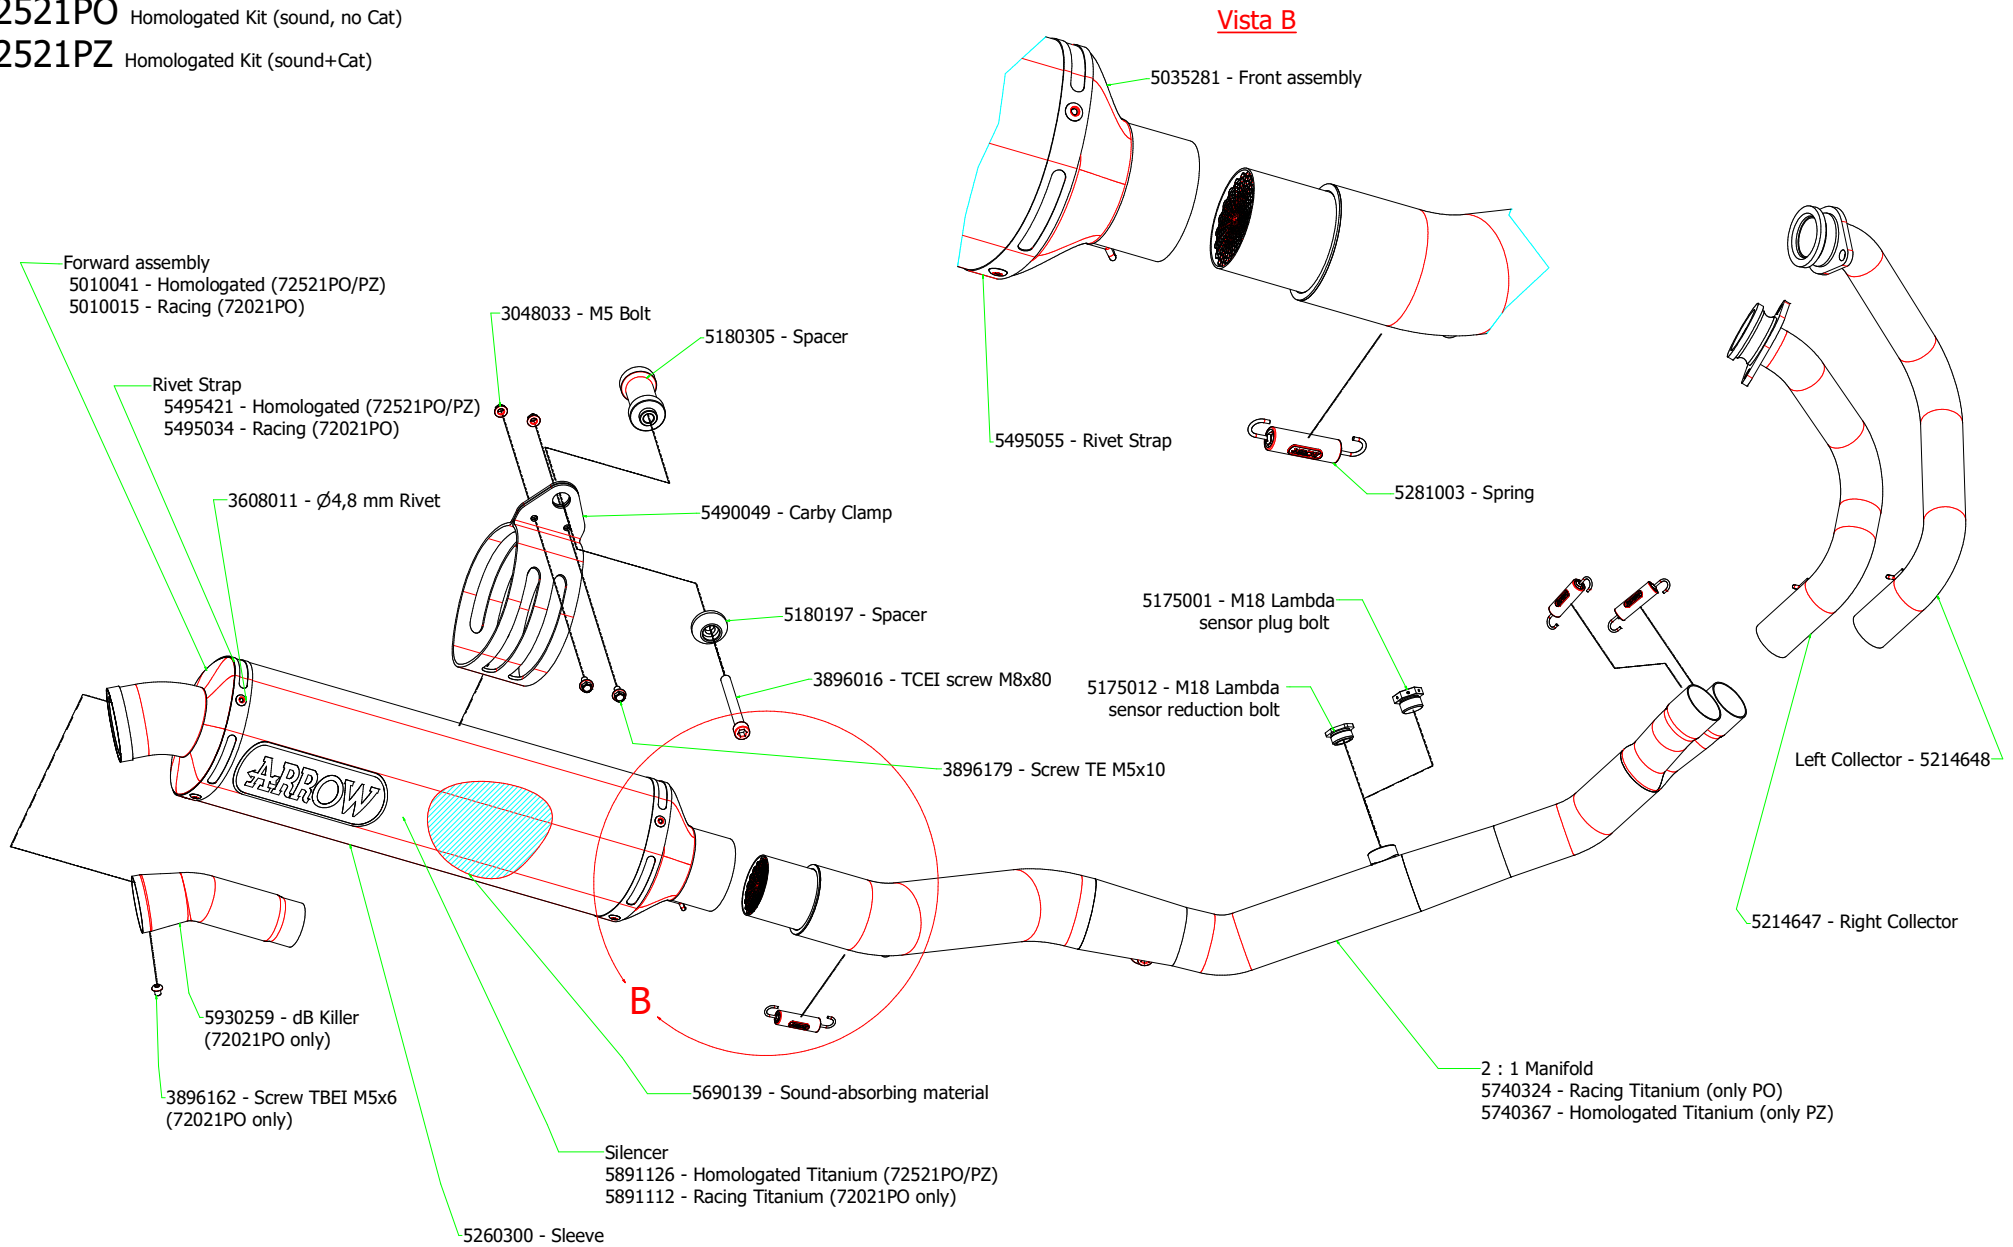 2521PO Homologated Kit (sound, no Cat)
2521PZ Homologated Kit (sound+Cat)
Vista B
5035281 - Front assembly
Forward assembly
5010041 - Homologated (72521PO/PZ)
5010015 - Racing (72021PO)
3048033 - M5 Bolt
5180305 - Spacer
Rivet Strap
5495421 - Homologated (72521PO/PZ)
5495034 - Racing (72021PO)
5495055 - Rivet Strap
3608011 - Ø4,8 mm Rivet
5490049 - Carby Clamp
5281003 - Spring
5180197 - Spacer
5175001 - M18 Lambda
sensor plug bolt
3896016 - TCEI screw M8x80
5175012 - M18 Lambda
sensor reduction bolt
3896179 - Screw TE M5x10
Left Collector - 5214648
ARROW
5214647 - Right Collector
B
5930259 - dB Killer
(72021PO only)
3896162 - Screw TBEI M5x6
(72021PO only)
5690139 - Sound-absorbing material
2 : 1 Manifold
5740324 - Racing Titanium (only PO)
5740367 - Homologated Titanium (only PZ)
Silencer
5891126 - Homologated Titanium (72521PO/PZ)
5891112 - Racing Titanium (72021PO only)
5260300 - Sleeve